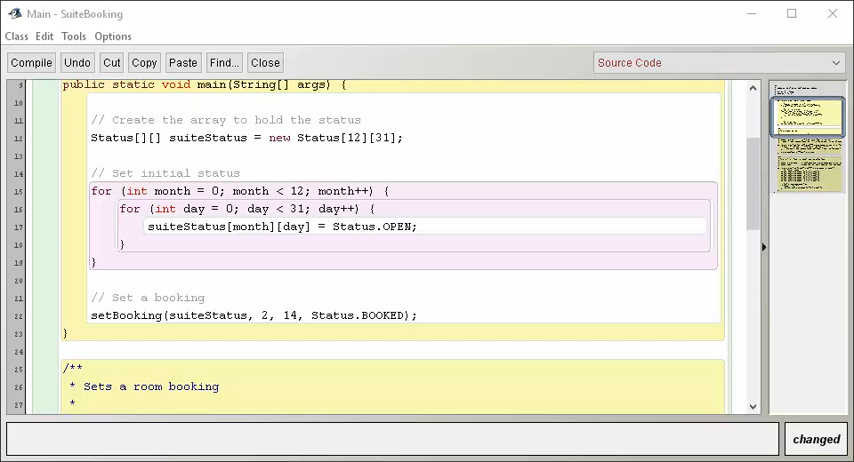 Main - SuiteBooking
Class Edit Tools Options
Compile Undo Cut Copy Paste Find... Close Source Code
9 public static void main(String[] args) {
10
11 // Create the array to hold the status
12 Status[][] suiteStatus = new Status[12][31];
13
14 // Set initial status
15 for (int month = 0; month < 12; month++) {
16 for (int day = 0; day < 31; day++) {
17 suiteStatus[month][day] = Status.OPEN;
18 }
19 }
20
21 // Set a booking
22 setBooking(suiteStatus, 2, 14, Status.BOOKED);
23 }
24
25 /**
26 * Sets a room booking
27 *
changed